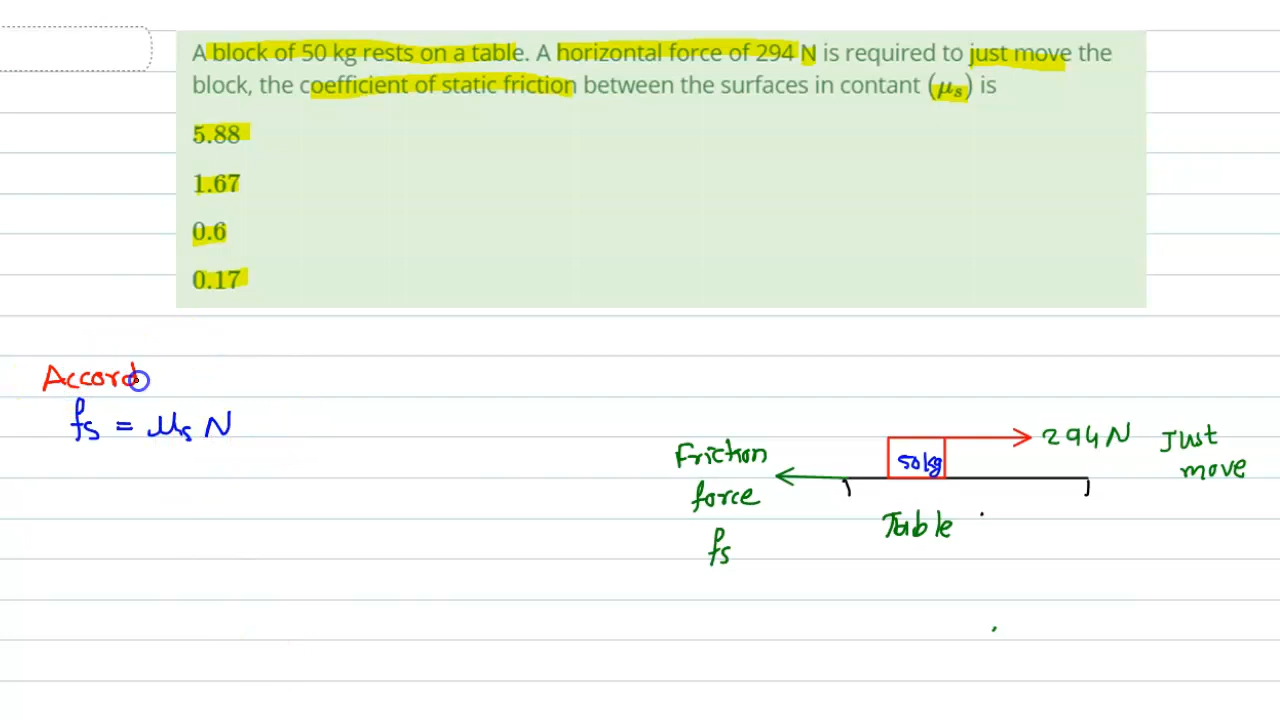 A block of 50 kg rests on a table. A horizontal force of 294 N is required to just move the
block, the coefficient of static friction between the surfaces in contant (μₛ) is
5.88
1.67
0.6
0.17
Accord
fs = μs N
Friction
force
fs
50kg
294 N
Just
move
Table